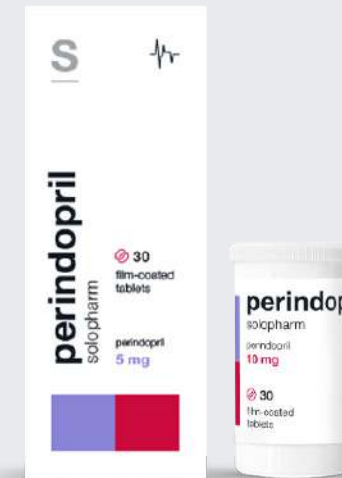 S
perindopril
solopharm
30
film-coated
tablets
perindopril
5 mg
perindop
solopharm
perindopril
10 mg
30
film-coated
tablets